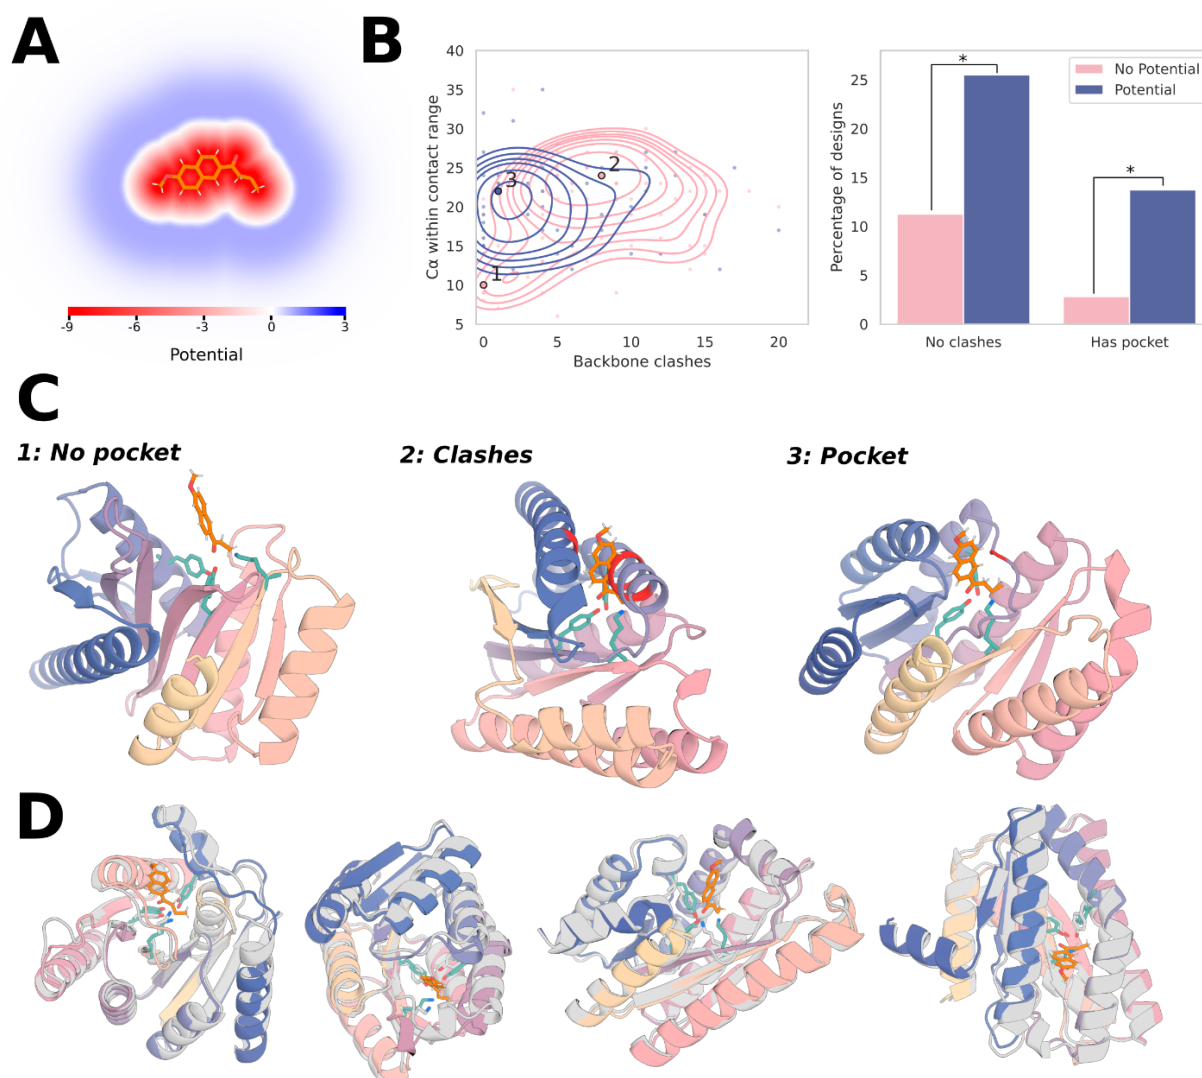 A
-9
-6
-3
0
3
Potential
B
40
35
30
25
20
15
10
5
Cα within contact range
0
5
10
15
20
Backbone clashes
1
2
3
25
20
15
10
5
0
Percentage of designs
No clashes
Has pocket
*
*
No Potential
Potential
C
1: No pocket
2: Clashes
3: Pocket
D